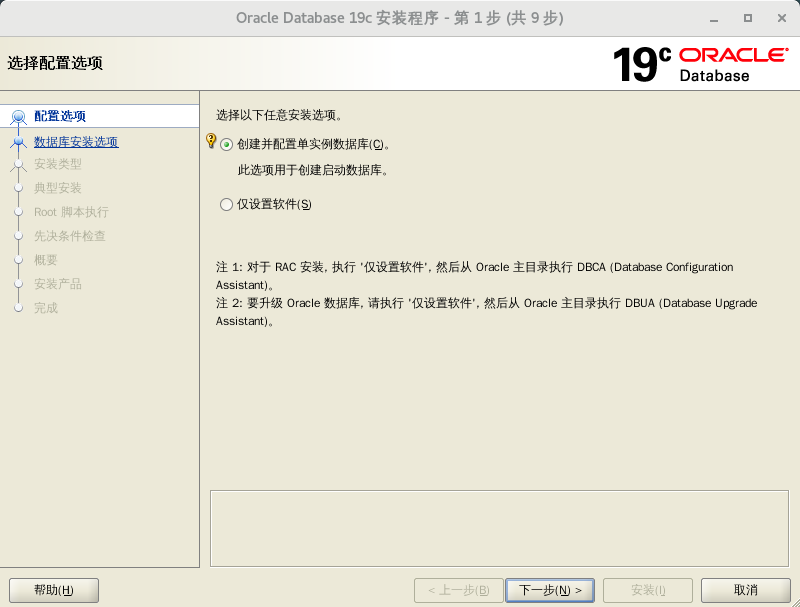 Oracle Database 19c 安装程序 - 第 1 步 (共 9 步)
选择配置选项
19c ORACLE
Database
配置选项
数据库安装选项
安装类型
典型安装
Root 脚本执行
先决条件检查
概要
安装产品
完成
选择以下任意安装选项。
创建并配置单实例数据库(C)。
此选项用于创建启动数据库。
仅设置软件(S)
注 1: 对于 RAC 安装, 执行 '仅设置软件', 然后从 Oracle 主目录执行 DBCA (Database Configuration
Assistant)。
注 2: 要升级 Oracle 数据库, 请执行 '仅设置软件', 然后从 Oracle 主目录执行 DBUA (Database Upgrade
Assistant)。
帮助(H)
< 上一步(B)
下一步(N) >
安装(I)
取消